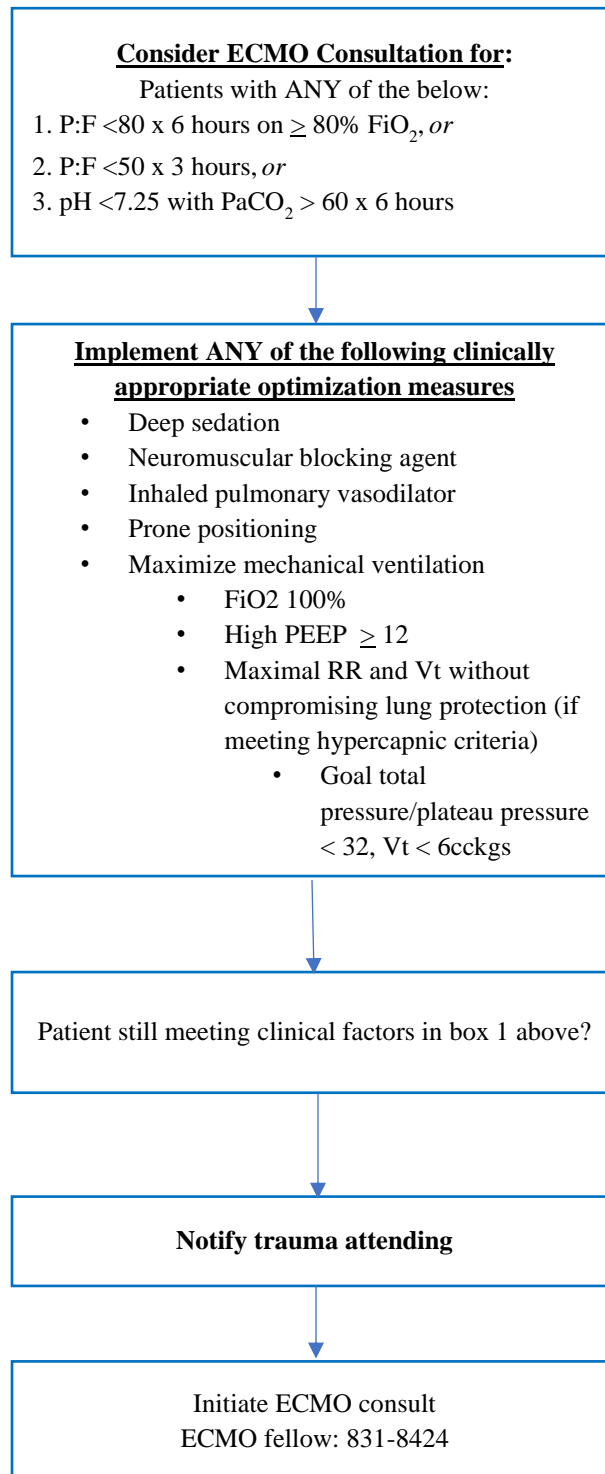 Consider ECMO Consultation for:
Patients with ANY of the below:
1. P:F <80 x 6 hours on ≥ 80% FiO₂, or
2. P:F <50 x 3 hours, or
3. pH <7.25 with PaCO₂ > 60 x 6 hours
Implement ANY of the following clinically
appropriate optimization measures
• Deep sedation
• Neuromuscular blocking agent
• Inhaled pulmonary vasodilator
• Prone positioning
• Maximize mechanical ventilation
• FiO2 100%
• High PEEP ≥ 12
• Maximal RR and Vt without
compromising lung protection (if
meeting hypercapnic criteria)
• Goal total
pressure/plateau pressure
< 32, Vt < 6cckgs
Patient still meeting clinical factors in box 1 above?
Notify trauma attending
Initiate ECMO consult
ECMO fellow: 831-8424